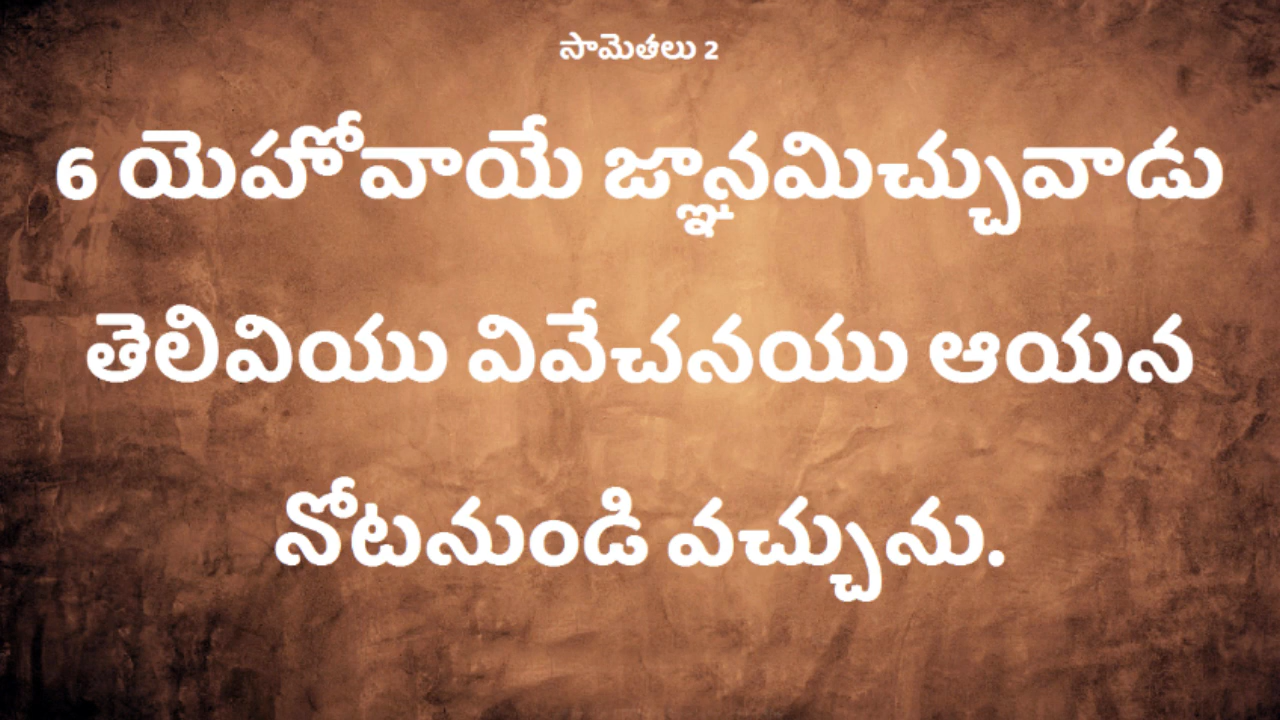 సామెతలు 2
6 యెహోవాయే జ్ఞానమిచ్చువాడు
తెలివియు వివేచనయు ఆయన
నోటనుండి వచ్చును.